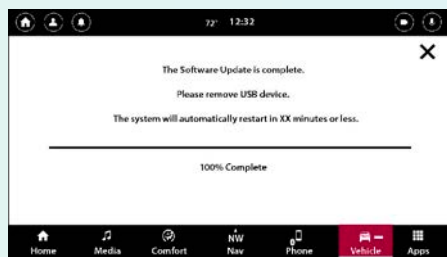 72° 12:32
The Software Update is complete.
Please remove USB device.
The system will automatically restart in XX minutes or less.
100% Complete
NW
0
Home Media Comfort Nav Phone Vehicle Apps